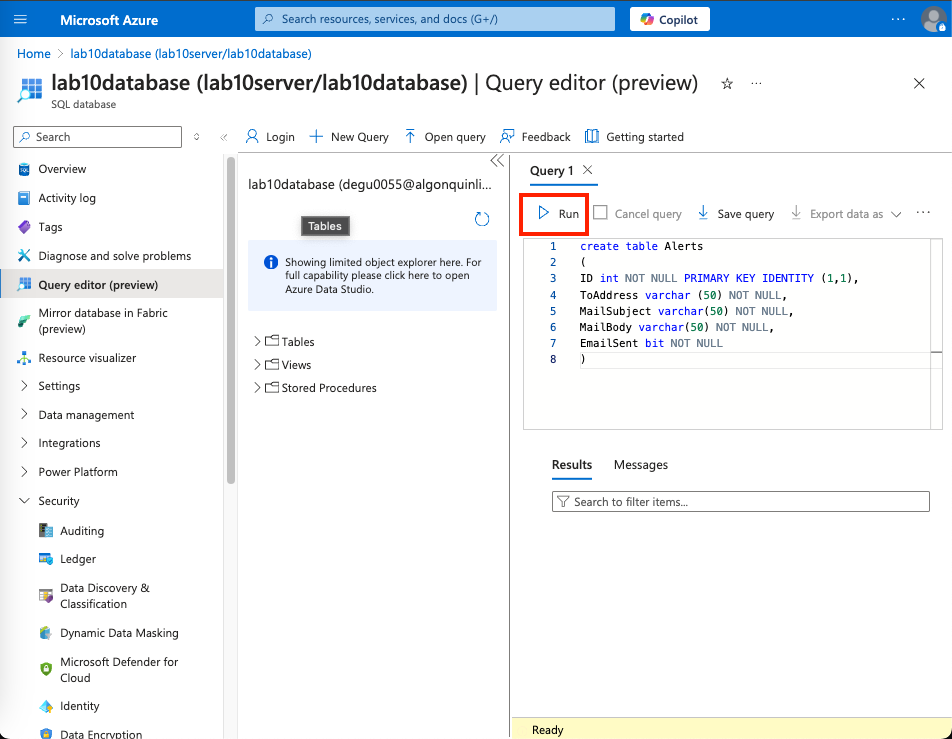 Microsoft Azure
Search resources, services, and docs (G+/)
Copilot
Home > lab10database (lab10server/lab10database)
lab10database (lab10server/lab10database) | Query editor (preview)
SQL database
Search
Login
New Query
Open query
Feedback
Getting started
Overview
Activity log
Tags
Diagnose and solve problems
Query editor (preview)
Mirror database in Fabric
(preview)
Resource visualizer
Settings
Data management
Integrations
Power Platform
Security
Auditing
Ledger
Data Discovery &
Classification
Dynamic Data Masking
Microsoft Defender for
Cloud
Identity
Data Encryption
lab10database (degu0055@algonquinli...
Tables
Showing limited object explorer here. For
full capability please click here to open
Azure Data Studio.
Tables
Views
Stored Procedures
Query 1
Run
Cancel query
Save query
Export data as
1 create table Alerts
2 (
3 ID int NOT NULL PRIMARY KEY IDENTITY (1,1),
4 ToAddress varchar (50) NOT NULL,
5 MailSubject varchar(50) NOT NULL,
6 MailBody varchar(50) NOT NULL,
7 EmailSent bit NOT NULL
8 )
Results
Messages
Search to filter items...
Ready